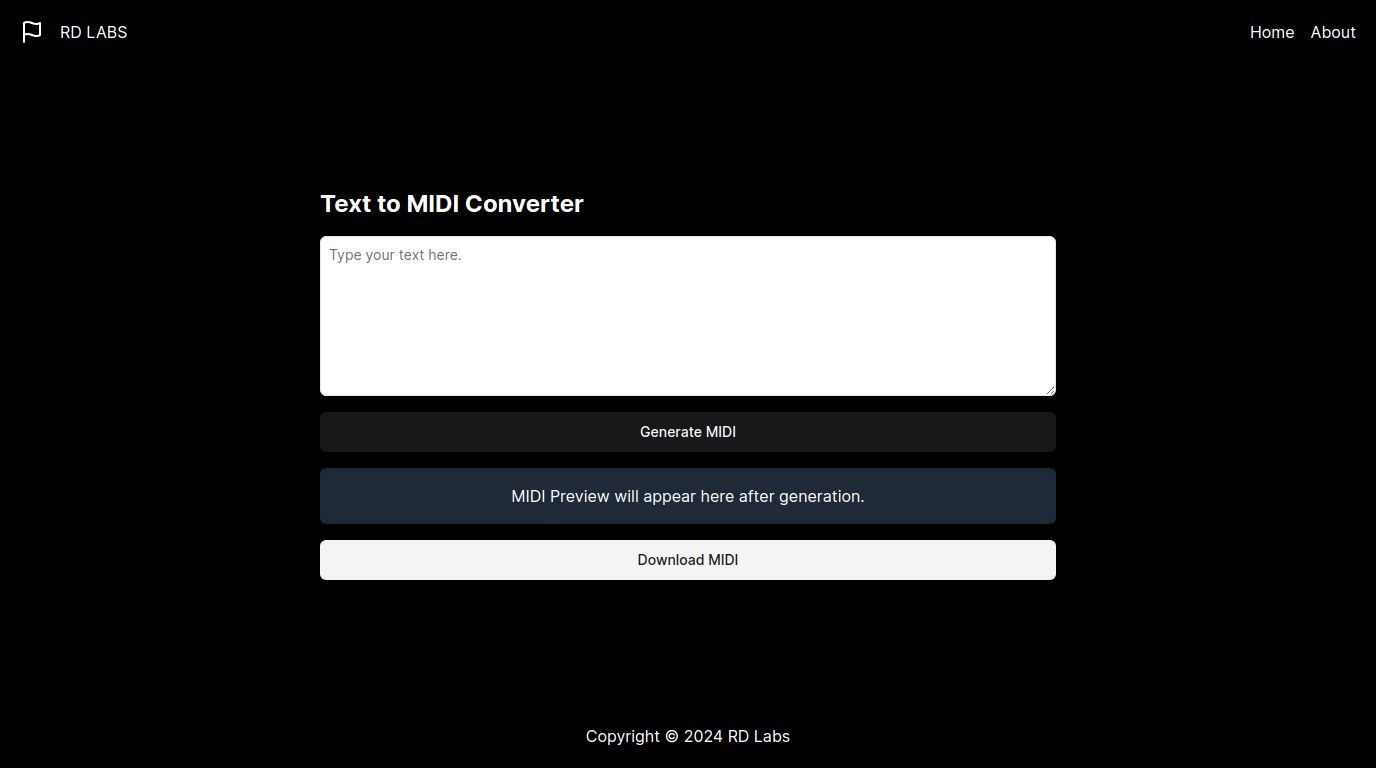 RD LABS
Home About
Text to MIDI Converter
Type your text here.
Generate MIDI
MIDI Preview will appear here after generation.
Download MIDI
Copyright © 2024 RD Labs